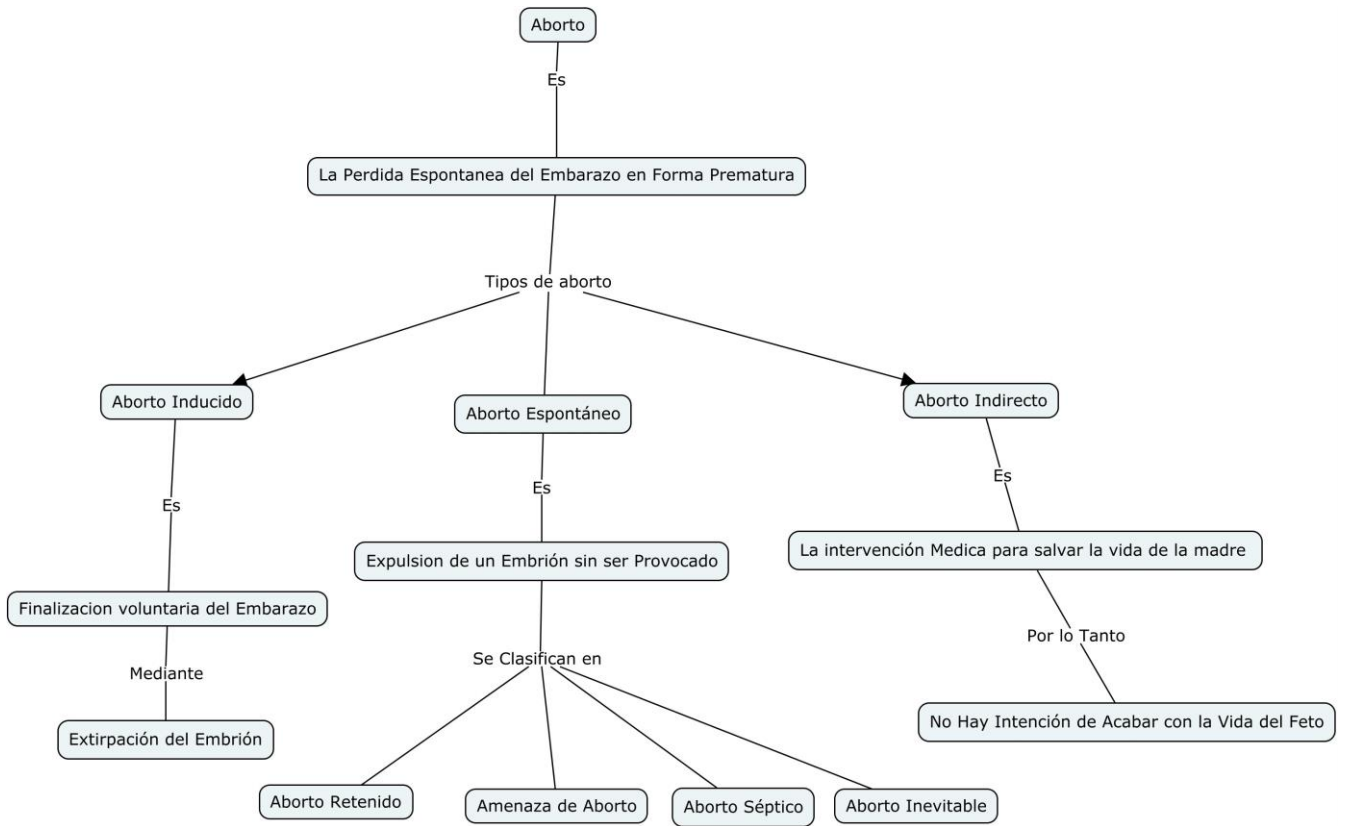 Aborto
Es
La Perdida Espontanea del Embarazo en Forma Prematura
Tipos de aborto
Aborto Inducido
Es
Finalizacion voluntaria del Embarazo
Mediante
Extirpación del Embrión
Aborto Espontáneo
Es
Expulsion de un Embrión sin ser Provocado
Se Clasifican en
Aborto Retenido
Amenaza de Aborto
Aborto Séptico
Aborto Inevitable
Aborto Indirecto
Es
La intervención Medica para salvar la vida de la madre
Por lo Tanto
No Hay Intención de Acabar con la Vida del Feto